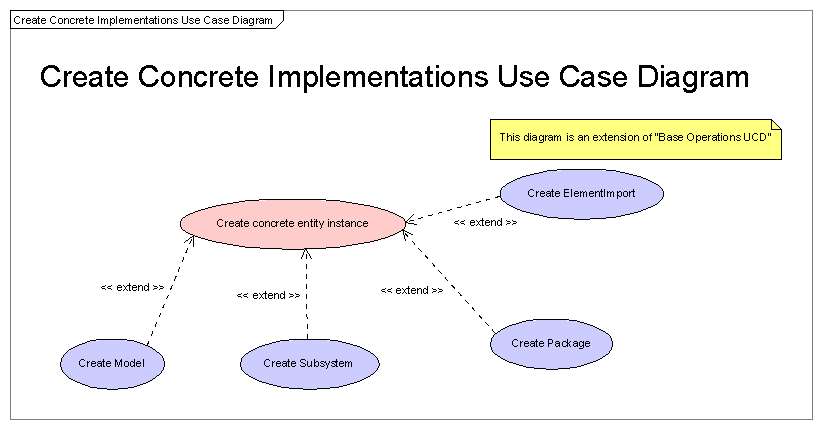 Create Concrete Implementations Use Case Diagram
Create Concrete Implementations Use Case Diagram
This diagram is an extension of "Base Operations UCD"
Create ElementImport
Create concrete entity instance
<< extend >>
<< extend >>
<< extend >>
<< extend >>
Create Package
Create Model
Create Subsystem